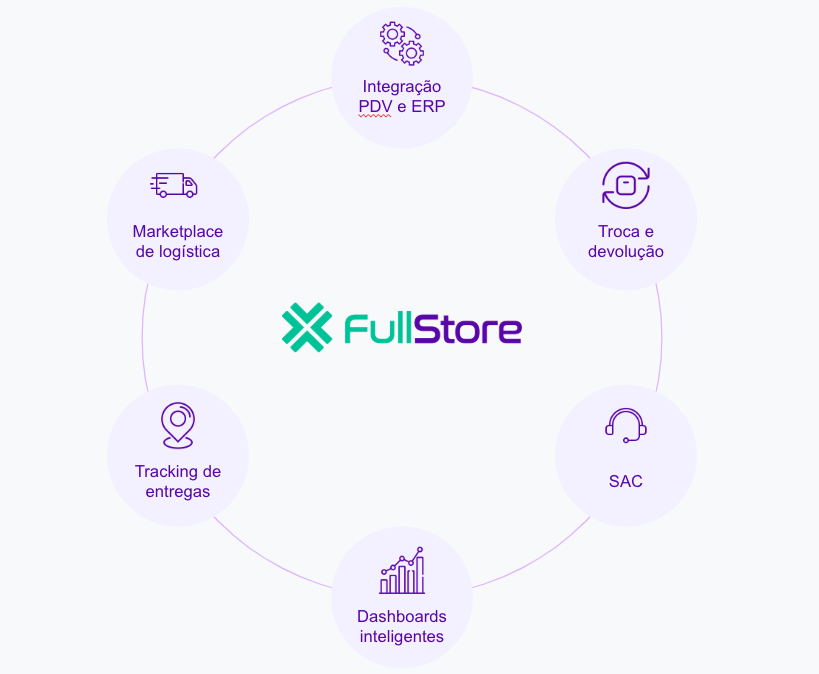 Integração
PDV e ERP
Marketplace
de logística
Troca e
devolução
FullStore
Tracking de
entregas
SAC
Dashboards
inteligentes